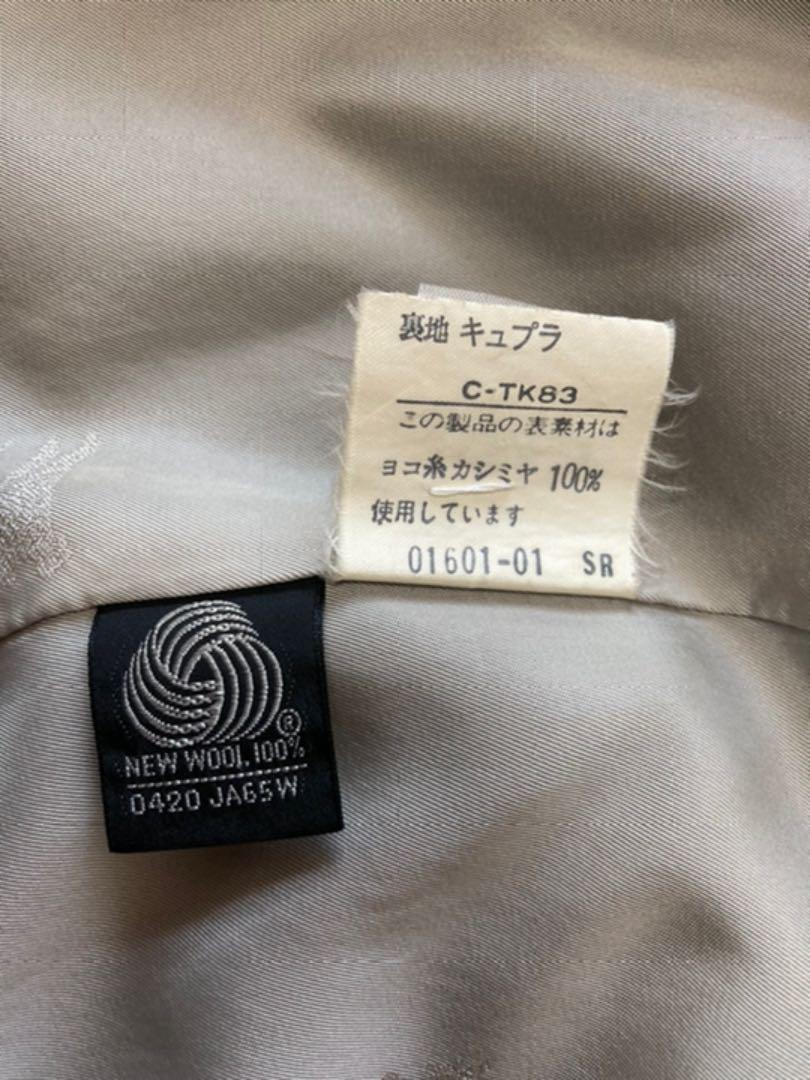 裏地 キュプラ
C-TK83
この製品の表素材は
ヨコ糸カシミヤ 100%
使用しています
01601-01 SR
®
NEW WOOL 100%
0420 JA65W